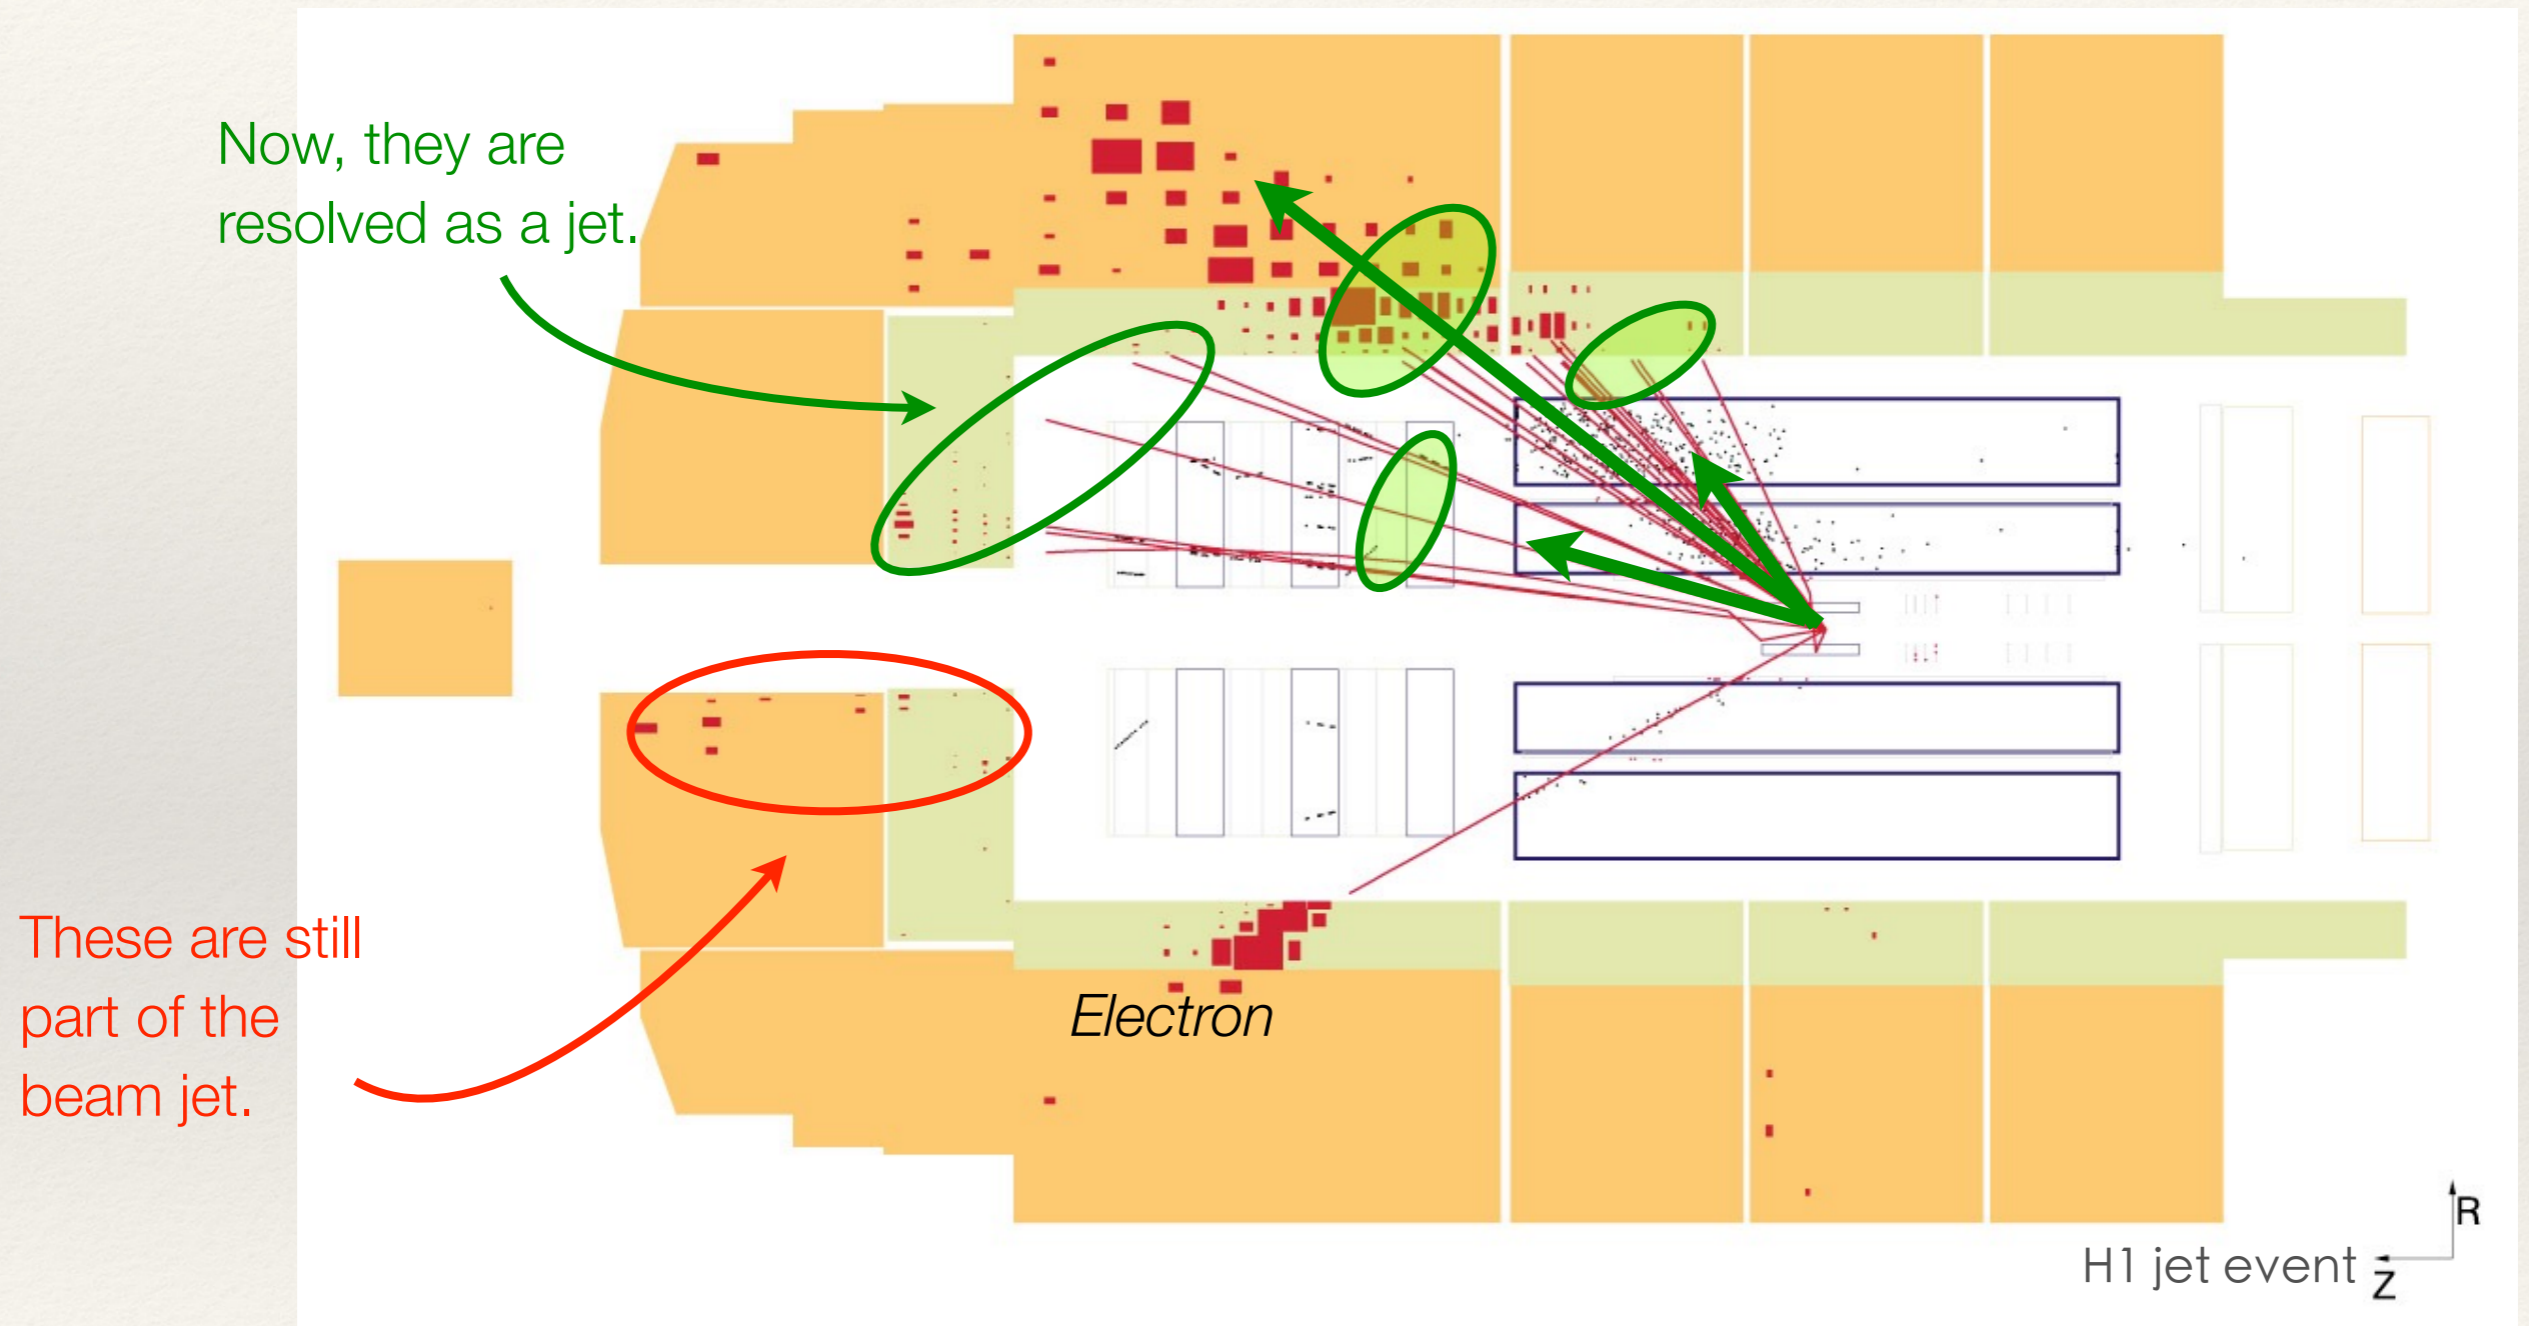 Now, they are
resolved as a jet.
These are still
part of the
beam jet.
Electron
R
H1 jet event
Z